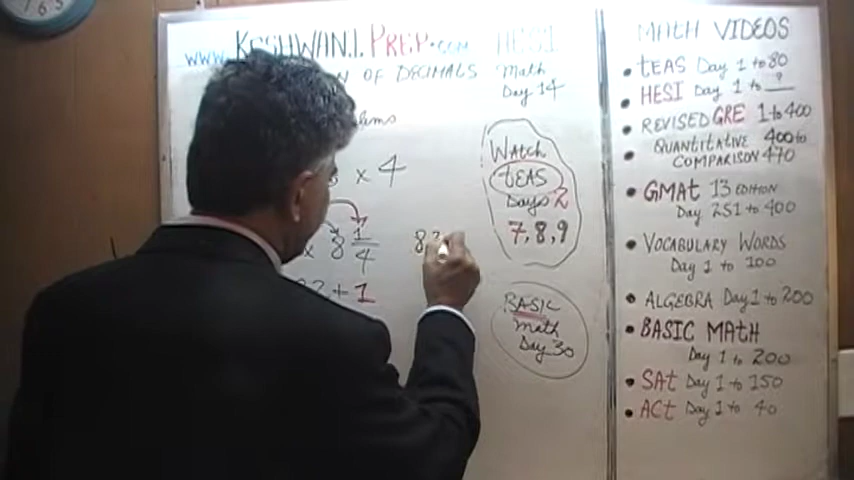 www.KESHWANI.PREP.com HESI
OF DECIMALS Math
Day 14
x 4
x 8 1/4
32 + 1
83
WATCH
TEAS
Days 2
7, 8, 9
BASIC
math
Day 30
MATH VIDEOS
• TEAS Day 1 to 80
• HESI Day 1 to ?
• REVISED GRE 1 to 400
• QUANTITATIVE 400 to
COMPARISON 470
• GMAT 13 EDITION
Day 251 to 400
• VOCABULARY WORDS
Day 1 to 100
• ALGEBRA Day 1 to 200
• BASIC MATH
Day 1 to 200
• SAT Day 1 to 150
• ACT Day 1 to 40